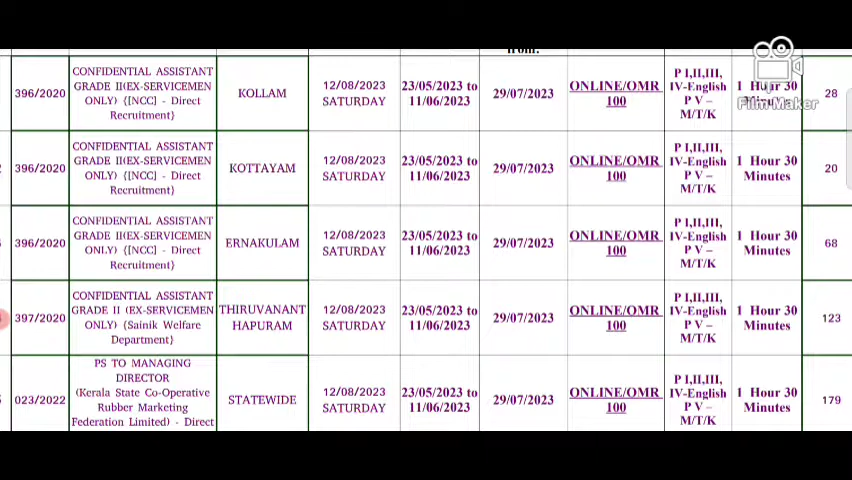 from:
396/2020
CONFIDENTIAL ASSISTANT
GRADE II(EX-SERVICEMEN
ONLY) {[NCC] - Direct
Recruitment}
KOLLAM
12/08/2023
SATURDAY
23/05/2023 to
11/06/2023
29/07/2023
ONLINE/OMR
100
P I,II,III,
IV-English
P V –
M/T/K
1 Hour 30
Minutes
28
Film Maker
396/2020
CONFIDENTIAL ASSISTANT
GRADE II(EX-SERVICEMEN
ONLY) {[NCC] - Direct
Recruitment}
KOTTAYAM
12/08/2023
SATURDAY
23/05/2023 to
11/06/2023
29/07/2023
ONLINE/OMR
100
P I,II,III,
IV-English
P V –
M/T/K
1 Hour 30
Minutes
20
396/2020
CONFIDENTIAL ASSISTANT
GRADE II(EX-SERVICEMEN
ONLY) {[NCC] - Direct
Recruitment}
ERNAKULAM
12/08/2023
SATURDAY
23/05/2023 to
11/06/2023
29/07/2023
ONLINE/OMR
100
P I,II,III,
IV-English
P V –
M/T/K
1 Hour 30
Minutes
68
397/2020
CONFIDENTIAL ASSISTANT
GRADE II (EX-SERVICEMEN
ONLY) {Sainik Welfare
Department}
THIRUVANANT
HAPURAM
12/08/2023
SATURDAY
23/05/2023 to
11/06/2023
29/07/2023
ONLINE/OMR
100
P I,II,III,
IV-English
P V –
M/T/K
1 Hour 30
Minutes
123
023/2022
PS TO MANAGING
DIRECTOR
(Kerala State Co-Operative
Rubber Marketing
Federation Limited) - Direct
STATEWIDE
12/08/2023
SATURDAY
23/05/2023 to
11/06/2023
29/07/2023
ONLINE/OMR
100
P I,II,III,
IV-English
P V –
M/T/K
1 Hour 30
Minutes
179